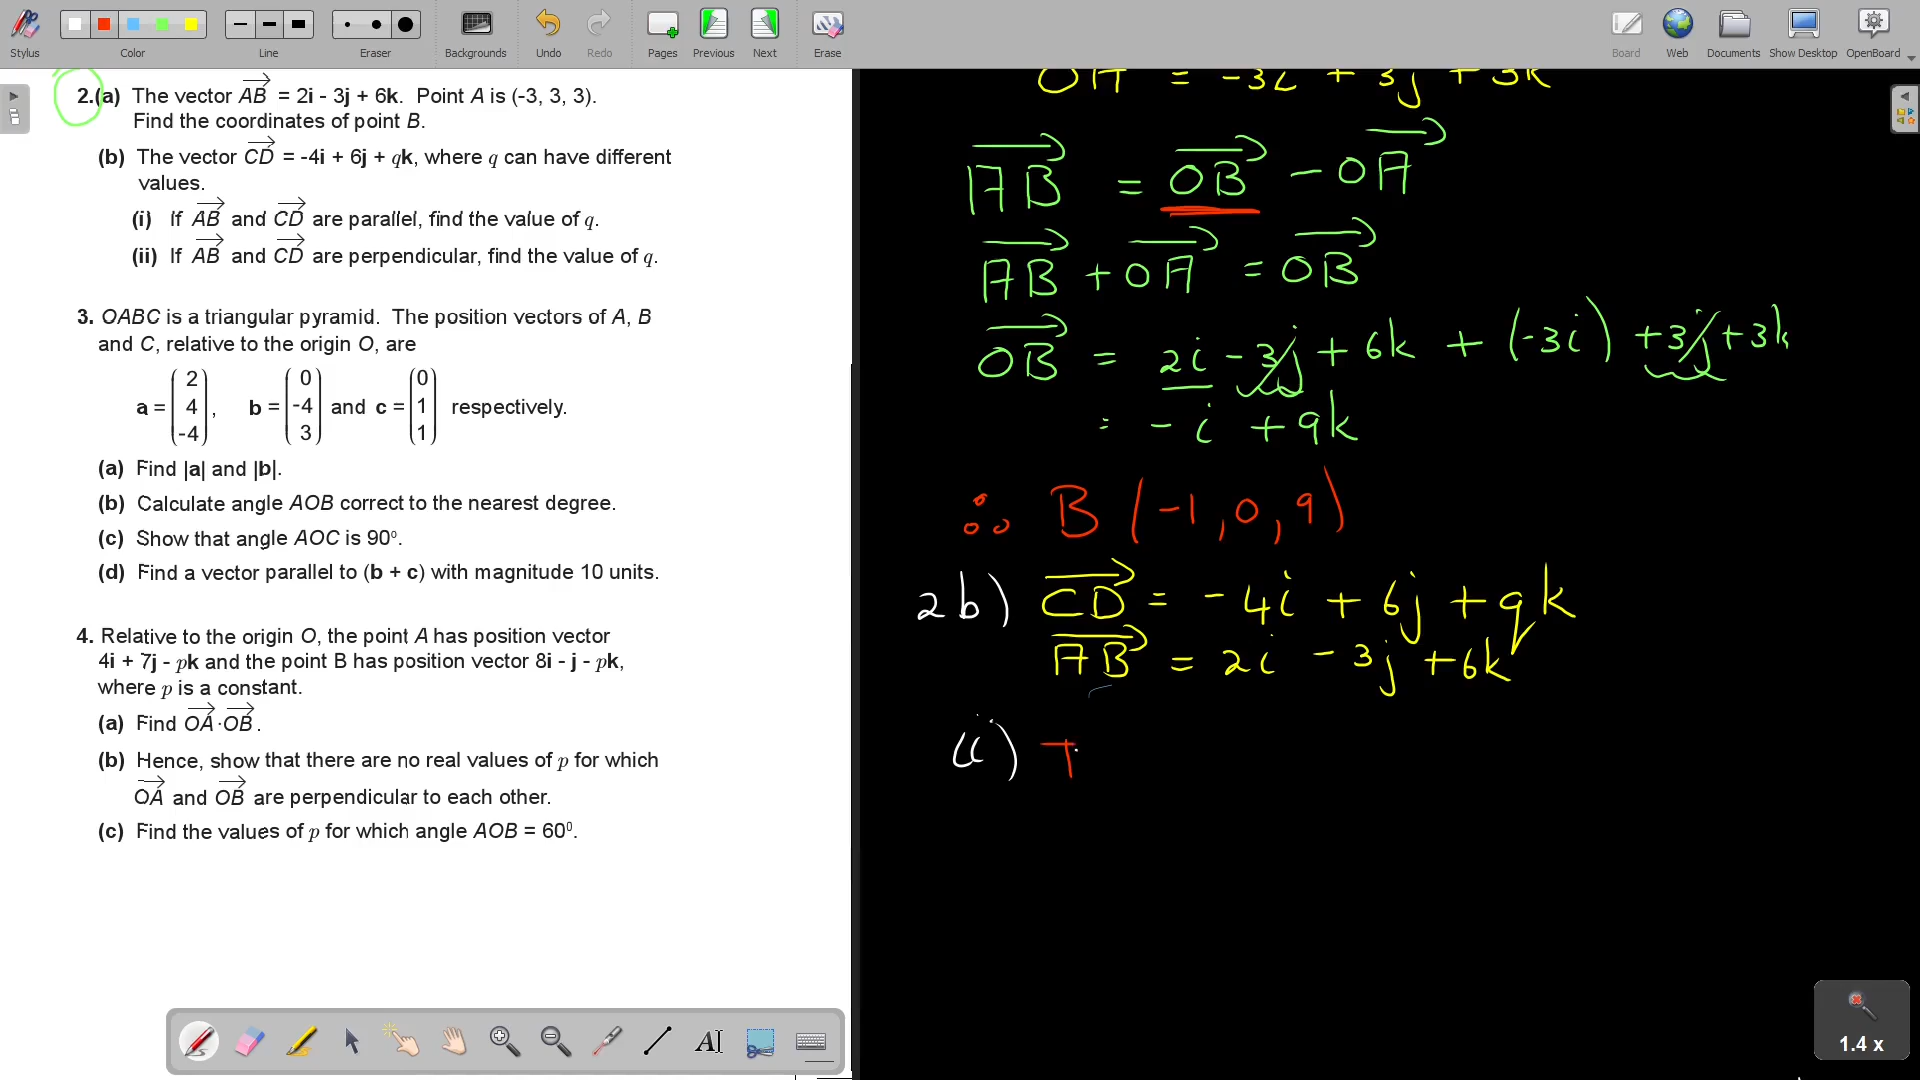 Stylus Color Line Eraser Backgrounds Undo Redo Pages Previous Next Erase Board Web Documents Show Desktop OpenBoard
2.(a) The vector AB = 2i - 3j + 6k. Point A is (-3, 3, 3).
Find the coordinates of point B.
(b) The vector CD = -4i + 6j + qk, where q can have different
values.
(i) If AB and CD are parallel, find the value of q.
(ii) If AB and CD are perpendicular, find the value of q.
3. OABC is a triangular pyramid. The position vectors of A, B
and C, relative to the origin O, are
a = (2 4 -4), b = (0 -4 3) and c = (0 1 1) respectively.
(a) Find |a| and |b|.
(b) Calculate angle AOB correct to the nearest degree.
(c) Show that angle AOC is 90°.
(d) Find a vector parallel to (b + c) with magnitude 10 units.
4. Relative to the origin O, the point A has position vector
4i + 7j - pk and the point B has position vector 8i - j - pk,
where p is a constant.
(a) Find OA·OB.
(b) Hence, show that there are no real values of p for which
OA and OB are perpendicular to each other.
(c) Find the values of p for which angle AOB = 60⁰.
OA = -3i + 3j + 3k
AB = OB - OA
AB + OA = OB
OB = 2i - 3j + 6k + (-3i) + 3j + 3k
= -i + 9k
∴ B (-1, 0, 9)
2b) CD = -4i + 6j + qk
AB = 2i - 3j + 6k
(i) T
1.4 x